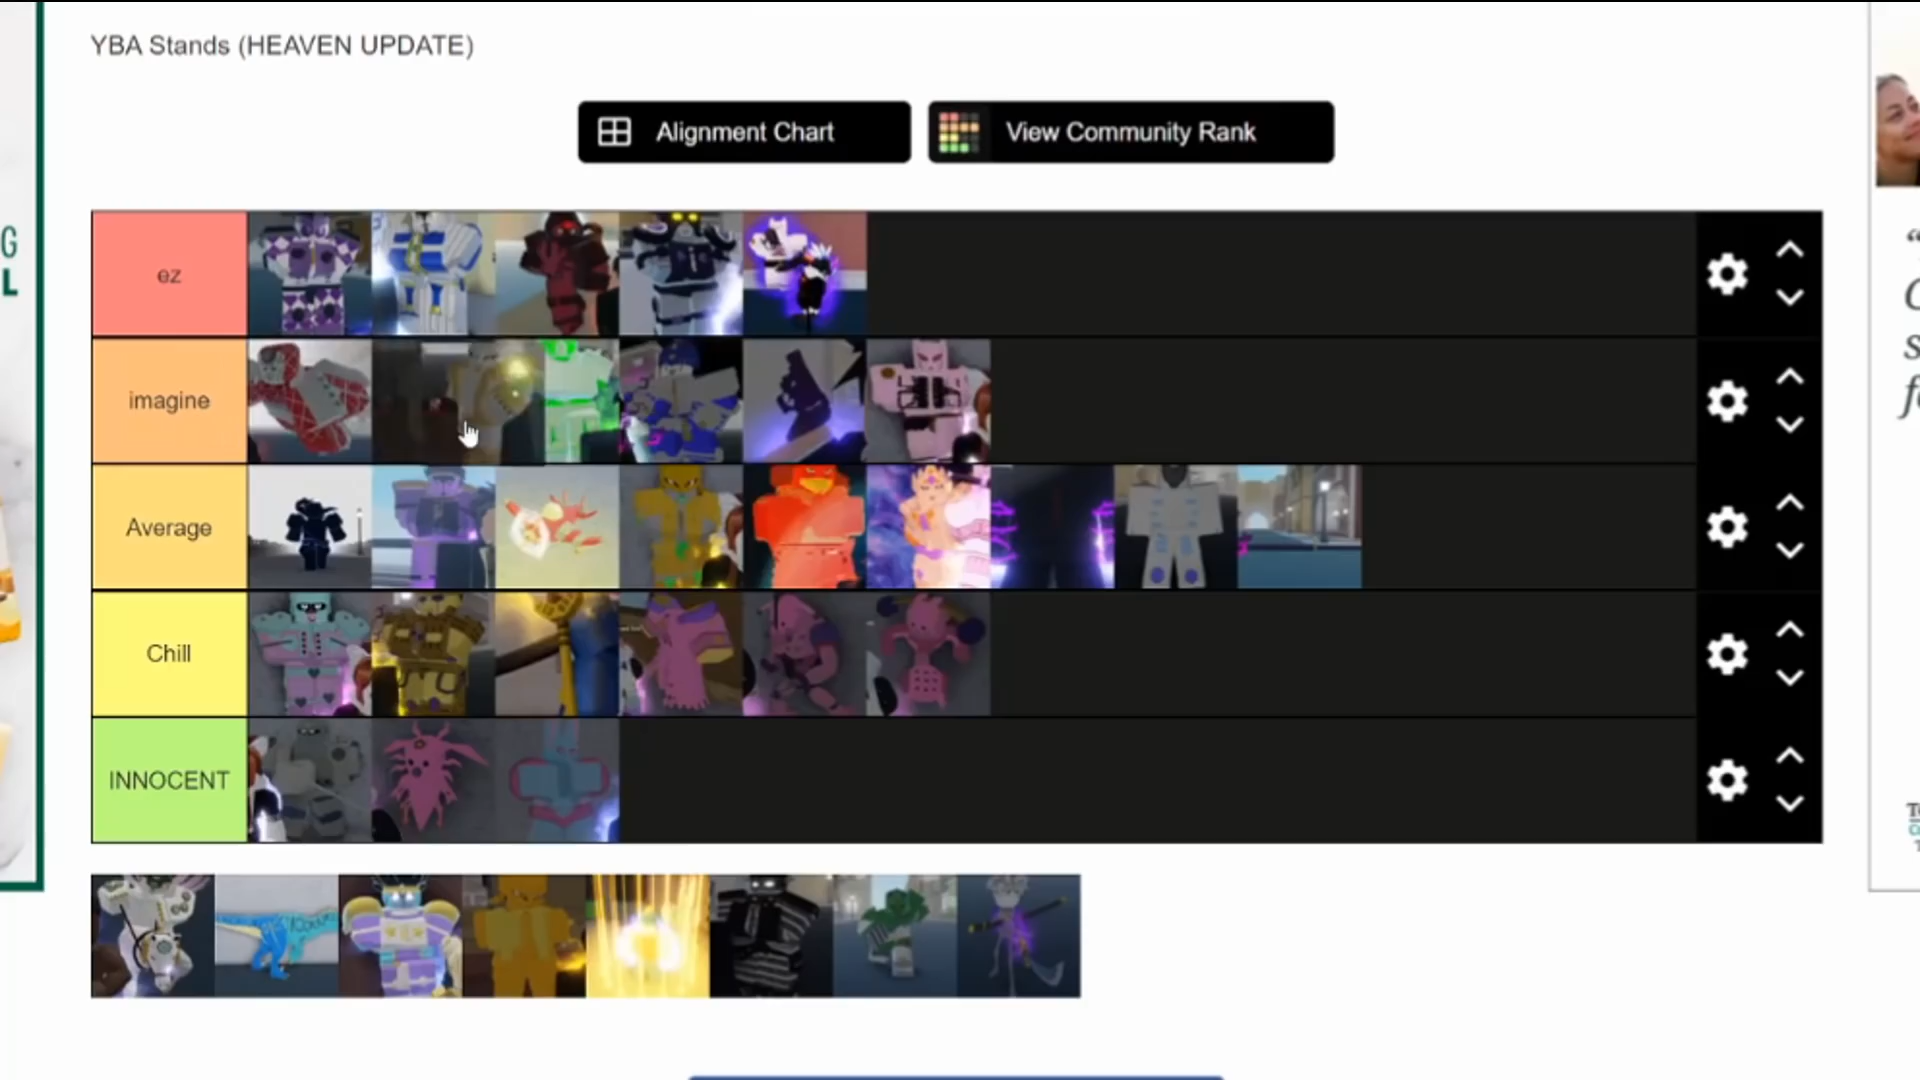 YBA Stands (HEAVEN UPDATE)
Alignment Chart
View Community Rank
ez
imagine
Average
Chill
INNOCENT
G
L